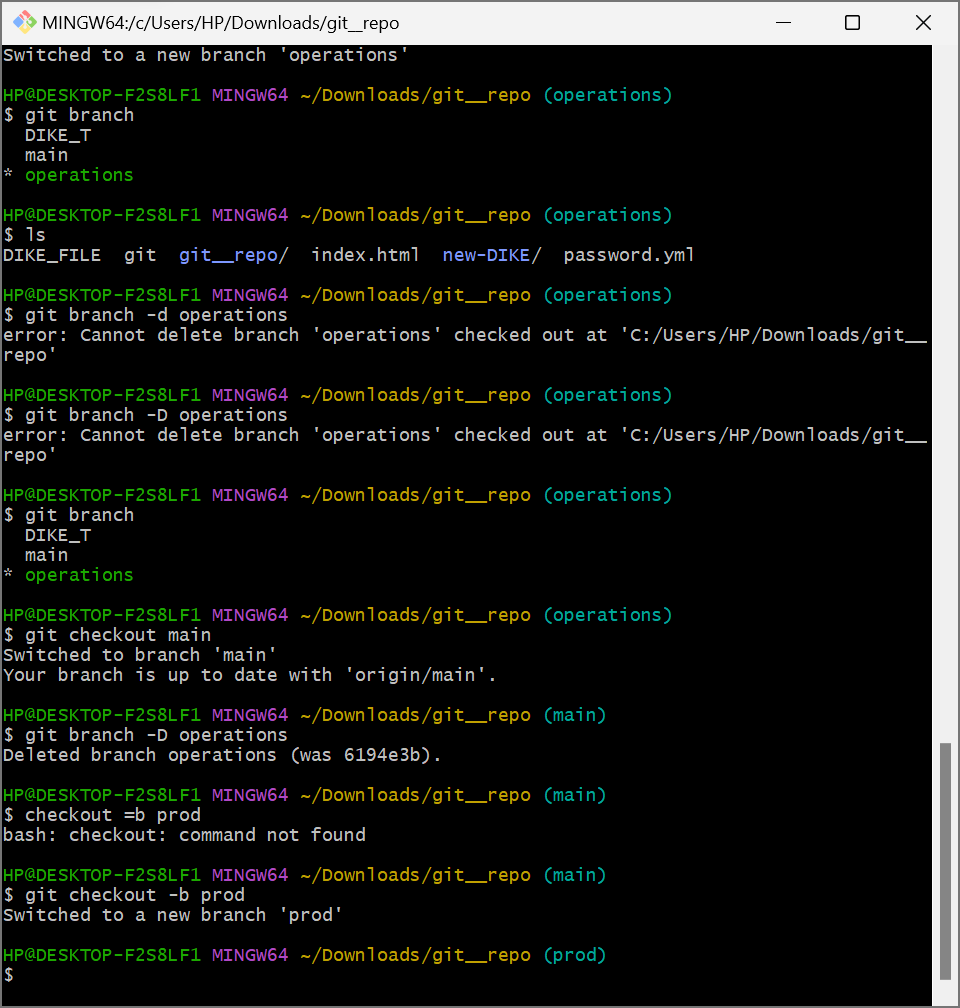 MINGW64:/c/Users/HP/Downloads/git__repo
Switched to a new branch 'operations'
HP@DESKTOP-F2S8LF1 MINGW64 ~/Downloads/git__repo (operations)
$ git branch
  DIKE_T
  main
* operations
HP@DESKTOP-F2S8LF1 MINGW64 ~/Downloads/git__repo (operations)
$ ls
DIKE_FILE  git  git__repo/  index.html  new-DIKE/  password.yml
HP@DESKTOP-F2S8LF1 MINGW64 ~/Downloads/git__repo (operations)
$ git branch -d operations
error: Cannot delete branch 'operations' checked out at 'C:/Users/HP/Downloads/git__
repo'
HP@DESKTOP-F2S8LF1 MINGW64 ~/Downloads/git__repo (operations)
$ git branch -D operations
error: Cannot delete branch 'operations' checked out at 'C:/Users/HP/Downloads/git__
repo'
HP@DESKTOP-F2S8LF1 MINGW64 ~/Downloads/git__repo (operations)
$ git branch
  DIKE_T
  main
* operations
HP@DESKTOP-F2S8LF1 MINGW64 ~/Downloads/git__repo (operations)
$ git checkout main
Switched to branch 'main'
Your branch is up to date with 'origin/main'.
HP@DESKTOP-F2S8LF1 MINGW64 ~/Downloads/git__repo (main)
$ git branch -D operations
Deleted branch operations (was 6194e3b).
HP@DESKTOP-F2S8LF1 MINGW64 ~/Downloads/git__repo (main)
$ checkout =b prod
bash: checkout: command not found
HP@DESKTOP-F2S8LF1 MINGW64 ~/Downloads/git__repo (main)
$ git checkout -b prod
Switched to a new branch 'prod'
HP@DESKTOP-F2S8LF1 MINGW64 ~/Downloads/git__repo (prod)
$